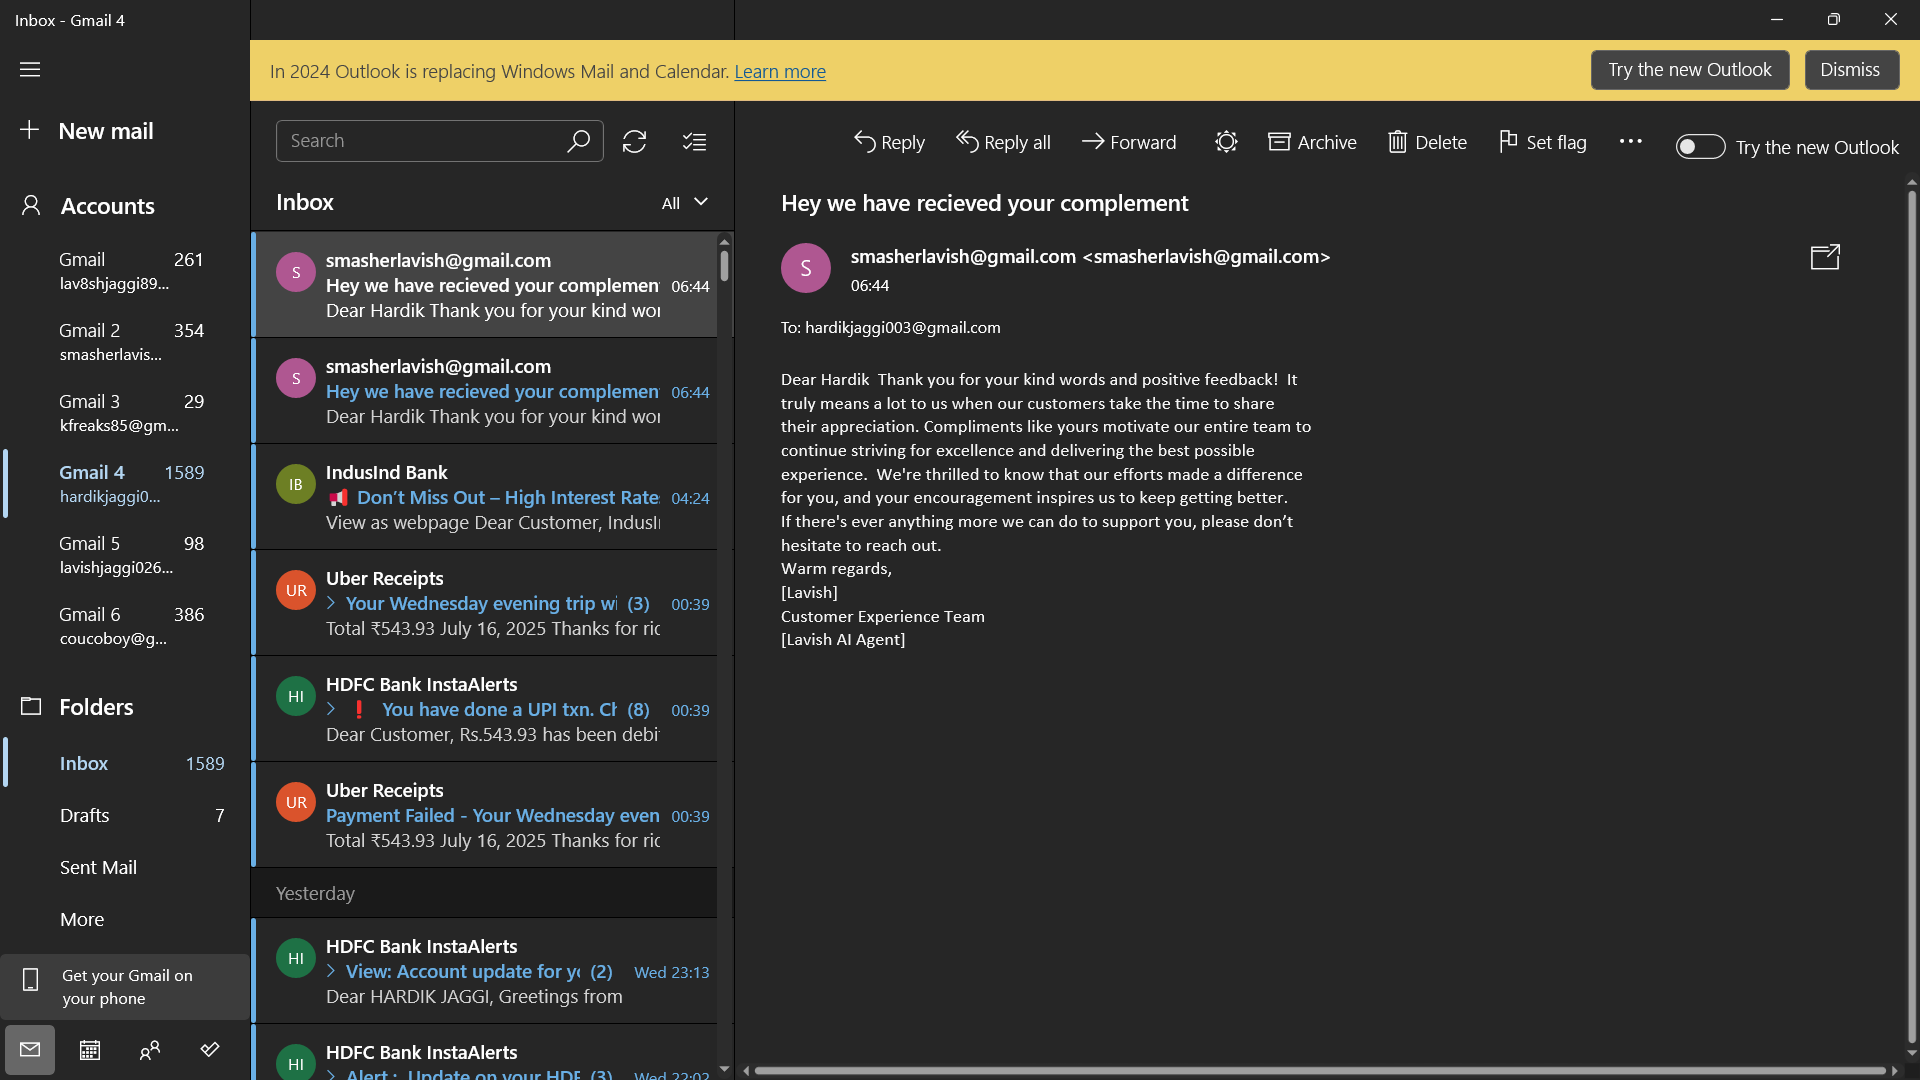 Inbox - Gmail 4
In 2024 Outlook is replacing Windows Mail and Calendar. Learn more
Try the new Outlook
Dismiss
New mail
Accounts
Gmail 261
lav8shjaggi89...
Gmail 2 354
smasherlavis...
Gmail 3 29
kfreaks85@gm...
Gmail 4 1589
hardikjaggi0...
Gmail 5 98
lavishjaggi026...
Gmail 6 386
coucoboy@g...
Folders
Inbox 1589
Drafts 7
Sent Mail
More
Get your Gmail on
your phone
Search
Inbox
All
S
smasherlavish@gmail.com
Hey we have recieved your complemen 06:44
Dear Hardik Thank you for your kind wor
S
smasherlavish@gmail.com
Hey we have recieved your complemen 06:44
Dear Hardik Thank you for your kind wor
IB
IndusInd Bank
Don’t Miss Out – High Interest Rate 04:24
View as webpage Dear Customer, IndusI
UR
Uber Receipts
Your Wednesday evening trip wi (3) 00:39
Total ₹543.93 July 16, 2025 Thanks for ric
HI
HDFC Bank InstaAlerts
❗ You have done a UPI txn. Ch (8) 00:39
Dear Customer, Rs.543.93 has been debi
UR
Uber Receipts
Payment Failed - Your Wednesday even 00:39
Total ₹543.93 July 16, 2025 Thanks for ric
Yesterday
HI
HDFC Bank InstaAlerts
View: Account update for yo (2) Wed 23:13
Dear HARDIK JAGGI, Greetings from
HI
HDFC Bank InstaAlerts
Alert : Update on your HDF (3) Wed 22:02
Reply
Reply all
Forward
Archive
Delete
Set flag
Try the new Outlook
Hey we have recieved your complement
S
smasherlavish@gmail.com <smasherlavish@gmail.com>
06:44
To: hardikjaggi003@gmail.com
Dear Hardik  Thank you for your kind words and positive feedback!  It
truly means a lot to us when our customers take the time to share
their appreciation. Compliments like yours motivate our entire team to
continue striving for excellence and delivering the best possible
experience.  We're thrilled to know that our efforts made a difference
for you, and your encouragement inspires us to keep getting better.
If there's ever anything more we can do to support you, please don’t
hesitate to reach out.
Warm regards,
[Lavish]
Customer Experience Team
[Lavish AI Agent]